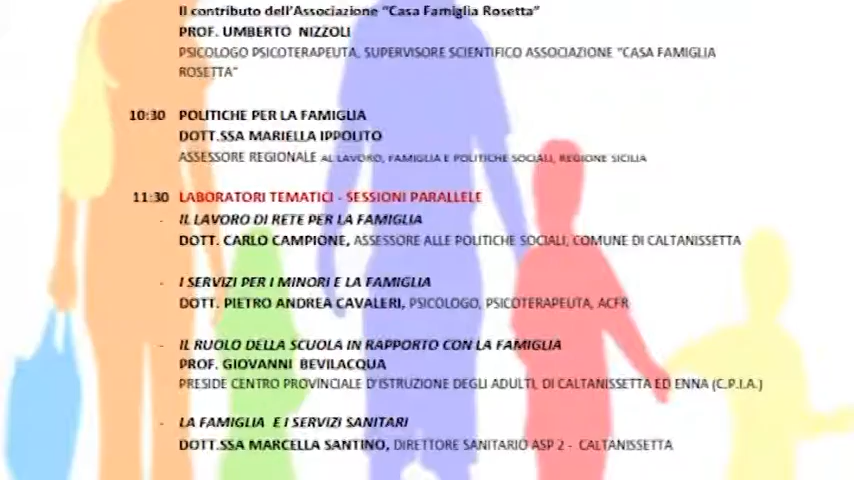 Il contributo dell'Associazione "Casa Famiglia Rosetta"
PROF. UMBERTO NIZZOLI
PSICOLOGO PSICOTERAPEUTA, SUPERVISORE SCIENTIFICO ASSOCIAZIONE "CASA FAMIGLIA
ROSETTA"
10:30 POLITICHE PER LA FAMIGLIA
DOTT.SSA MARIELLA IPPOLITO
ASSESSORE REGIONALE AL LAVORO, FAMIGLIA E POLITICHE SOCIALI, REGIONE SICILIA
11:30 LABORATORI TEMATICI - SESSIONI PARALLELE
- IL LAVORO DI RETE PER LA FAMIGLIA
DOTT. CARLO CAMPIONE, ASSESSORE ALLE POLITICHE SOCIALI, COMUNE DI CALTANISSETTA
- I SERVIZI PER I MINORI E LA FAMIGLIA
DOTT. PIETRO ANDREA CAVALERI, PSICOLOGO, PSICOTERAPEUTA, ACFR
- IL RUOLO DELLA SCUOLA IN RAPPORTO CON LA FAMIGLIA
PROF. GIOVANNI BEVILACQUA
PRESIDE CENTRO PROVINCIALE D'ISTRUZIONE DEGLI ADULTI, DI CALTANISSETTA ED ENNA (C.P.I.A.)
- LA FAMIGLIA E I SERVIZI SANITARI
DOTT.SSA MARCELLA SANTINO, DIRETTORE SANITARIO ASP 2 - CALTANISSETTA